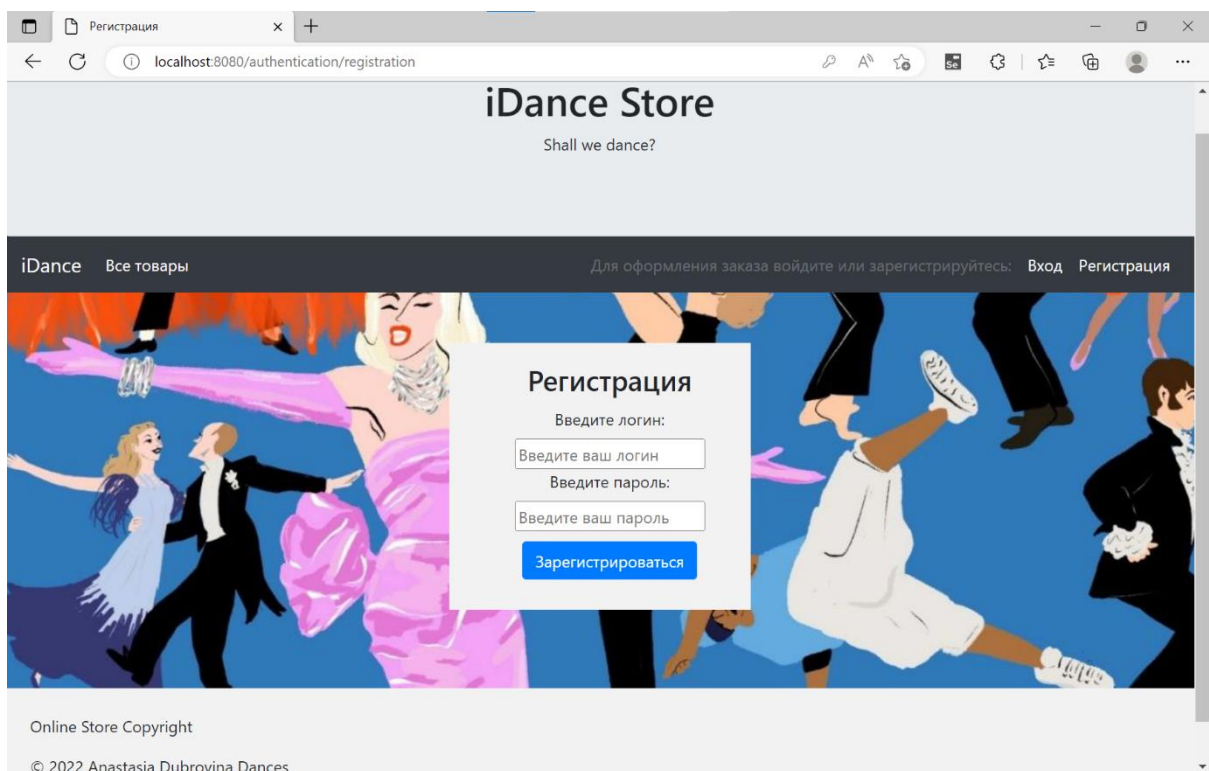 Регистрация
localhost:8080/authentication/registration
iDance Store
Shall we dance?
iDance Все товары Для оформления заказа войдите или зарегистрируйтесь: Вход Регистрация
Регистрация
Введите логин:
Введите ваш логин
Введите пароль:
Введите ваш пароль
Зарегистрироваться
Online Store Copyright
© 2022 Anastasia Dubrovina Dances